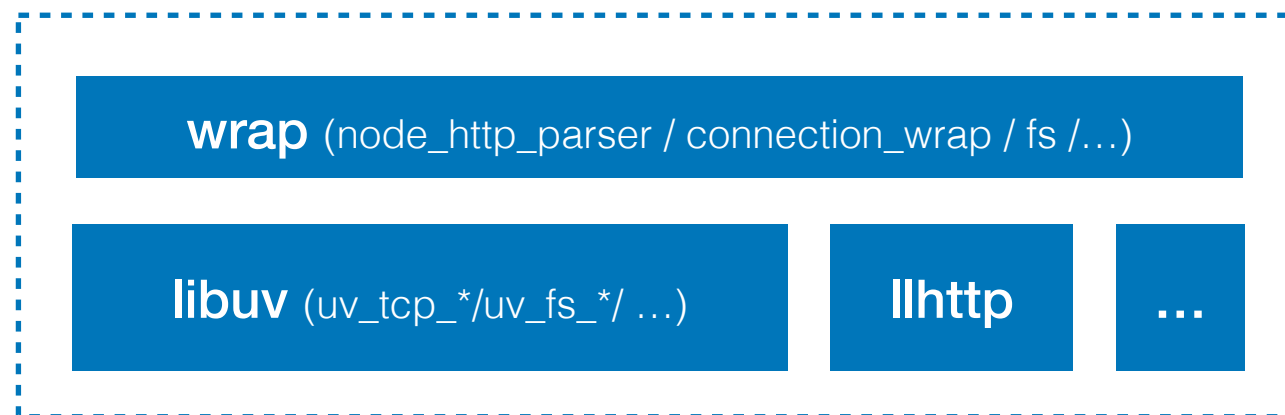 wrap (node_http_parser / connection_wrap / fs /…)
libuv (uv_tcp_*/uv_fs_*/ …)
llhttp
…